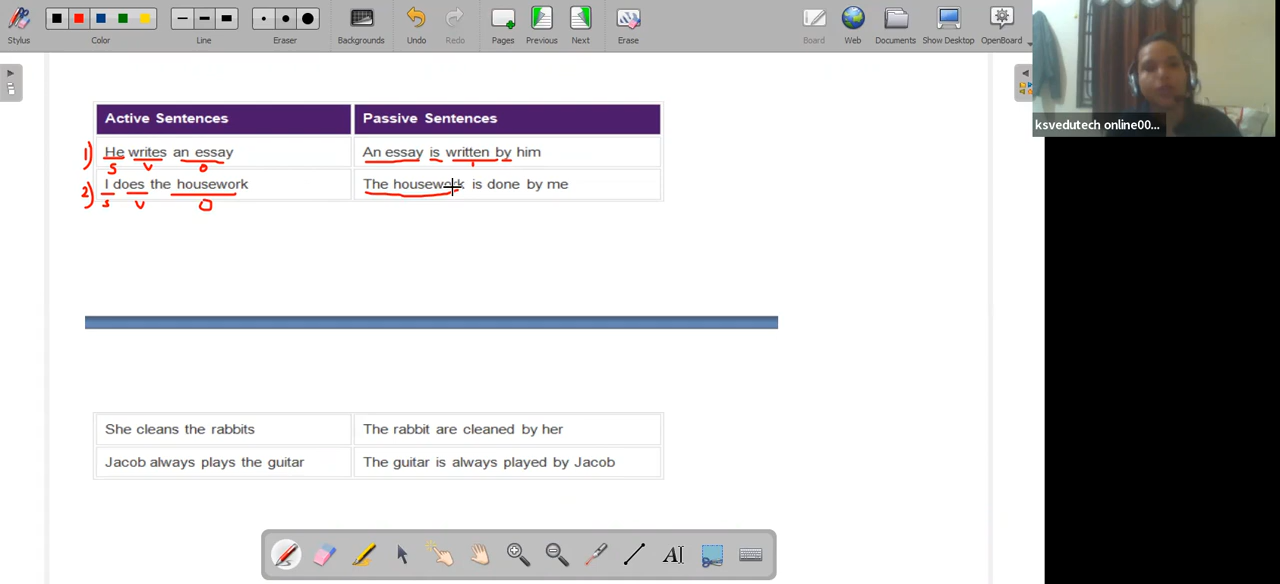 Stylus
Color
Line
Eraser
Backgrounds
Undo
Redo
Pages
Previous
Next
Erase
Board
Web
Documents
Show Desktop
OpenBoard
ksvedutech online00...
Active Sentences
Passive Sentences
1) He writes an essay
An essay is written by him
S V O
2) I does the housework
The housework is done by me
S V O
She cleans the rabbits
The rabbit are cleaned by her
Jacob always plays the guitar
The guitar is always played by Jacob
A